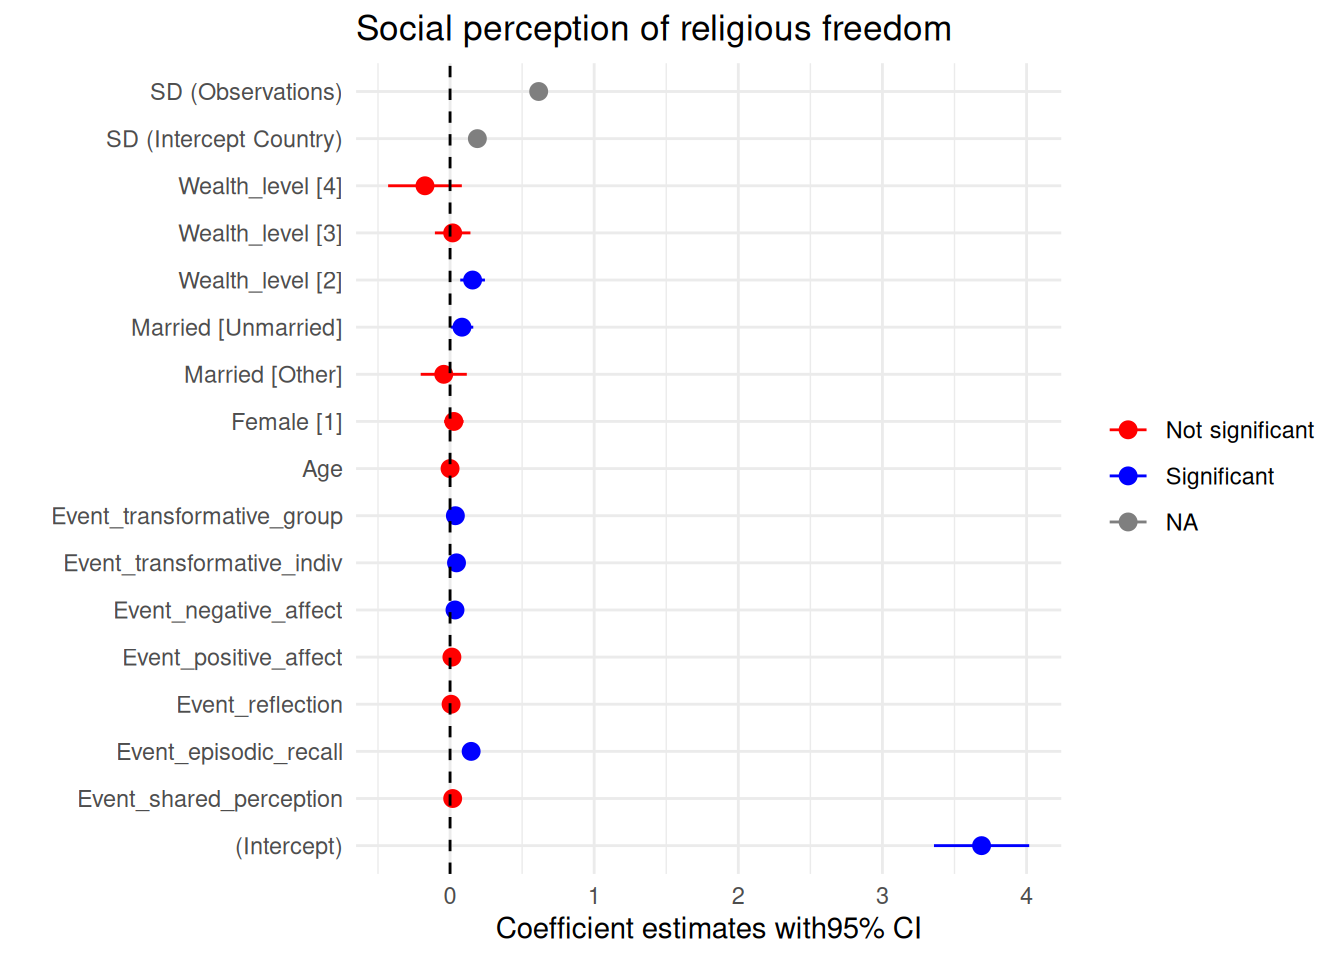 Social perception of religious freedom
SD (Observations)
SD (Intercept Country)
Wealth_level [4]
Wealth_level [3]
Wealth_level [2]
Married [Unmarried]
Married [Other]
Female [1]
Age
Event_transformative_group
Event_transformative_indiv
Event_negative_affect
Event_positive_affect
Event_reflection
Event_episodic_recall
Event_shared_perception
(Intercept)
0 1 2 3 4
Coefficient estimates with95% CI
Not significant
Significant
NA